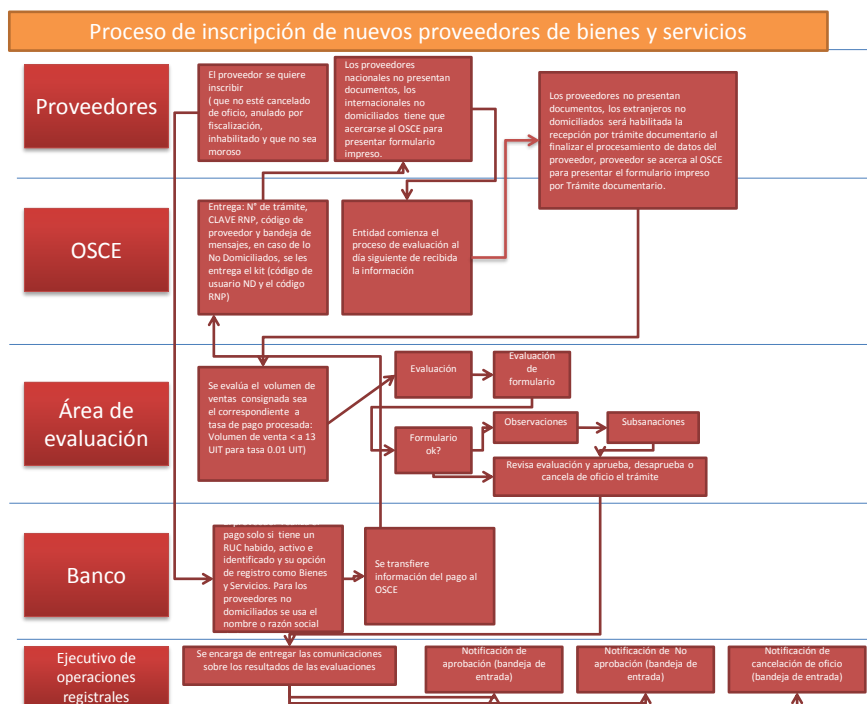 Proceso de inscripción de nuevos proveedores de bienes y servicios
Proveedores
El proveedor se quiere
inscribir
( que no esté cancelado
de oficio, anulado por
fiscalización,
inhabilitado y que no sea
moroso
Los proveedores
nacionales no presentan
documentos, los
internacionales no
domiciliados tiene que
acercarse al OSCE para
presentar formulario
impreso.
Los proveedores no presentan
documentos, los extranjeros no
domiciliados será habilitada la
recepción por trámite documentario al
finalizar el procesamiento de datos del
proveedor, proveedor se acerca al OSCE
para presentar el formulario impreso
por Trámite documentario.
OSCE
Entrega: N° de trámite,
CLAVE RNP, código de
proveedor y bandeja de
mensajes, en caso de lo
No Domiciliados, se les
entrega el kit (código de
usuario ND y el código
RNP)
Entidad comienza el
proceso de evaluación al
día siguiente de recibida
la información
Área de
evaluación
Se evalúa el volumen de
ventas consignada sea
el correspondiente a
tasa de pago procesada:
Volumen de venta < a 13
UIT para tasa 0.01 UIT)
Evaluación
Evaluación
de
formulario
Formulario
ok?
Observaciones
Subsanaciones
Revisa evaluación y aprueba, desaprueba o
cancela de oficio el trámite
Banco
pago solo si tiene un
RUC habido, activo e
identificado y su opción
de registro como Bienes
y Servicios. Para los
proveedores no
domiciliados se usa el
nombre o razón social
Se transfiere
información del pago al
OSCE
Ejecutivo de
operaciones
registrales
Se encarga de entregar las comunicaciones
sobre los resultados de las evaluaciones
Notificación de
aprobación (bandeja de
entrada)
Notificación de No
aprobación (bandeja de
entrada)
Notificación de
cancelación de oficio
(bandeja de entrada)